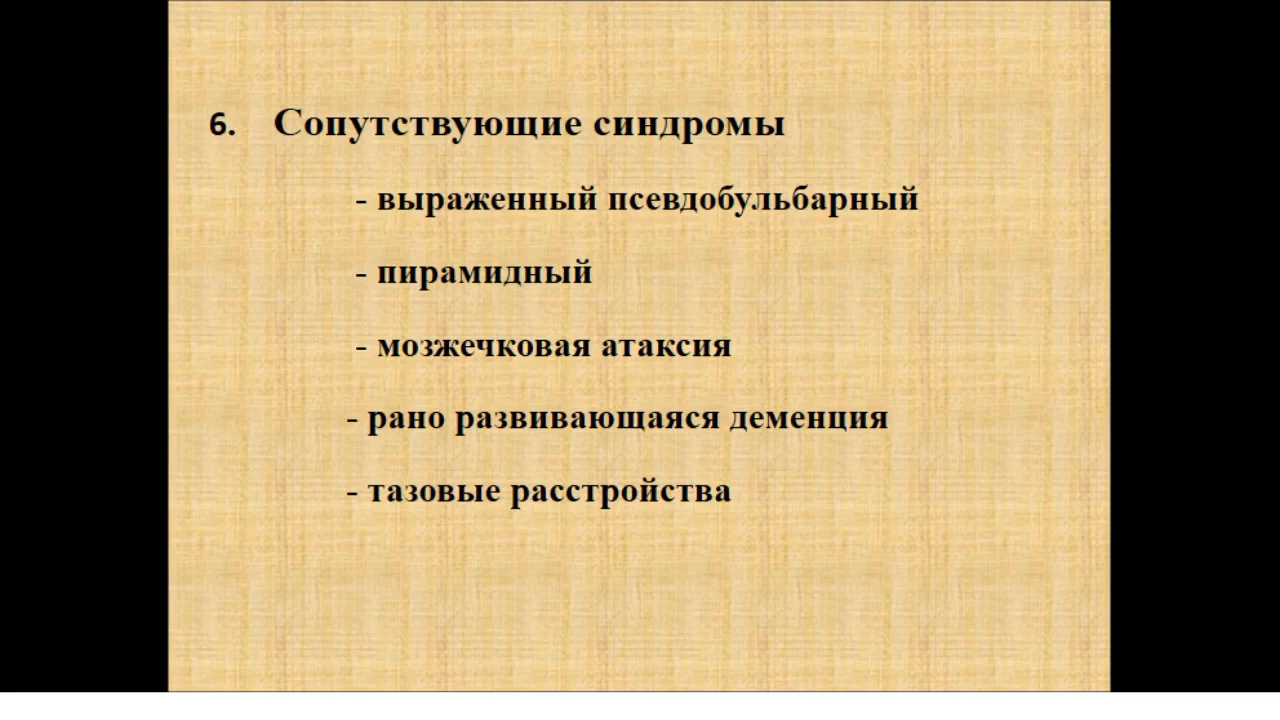 6. Сопутствующие синдромы
- выраженный псевдобульбарный
- пирамидный
- мозжечковая атаксия
- рано развивающаяся деменция
- тазовые расстройства